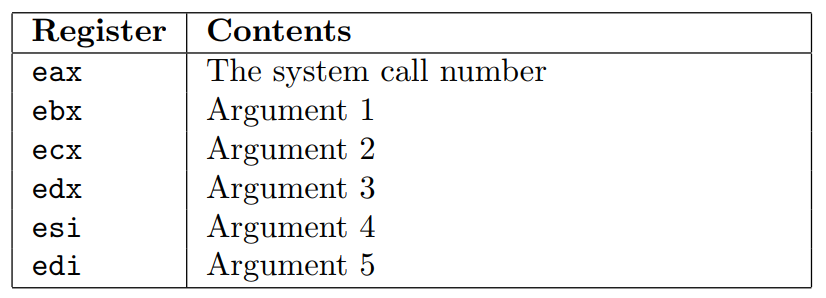 Register Contents
eax The system call number
ebx Argument 1
ecx Argument 2
edx Argument 3
esi Argument 4
edi Argument 5